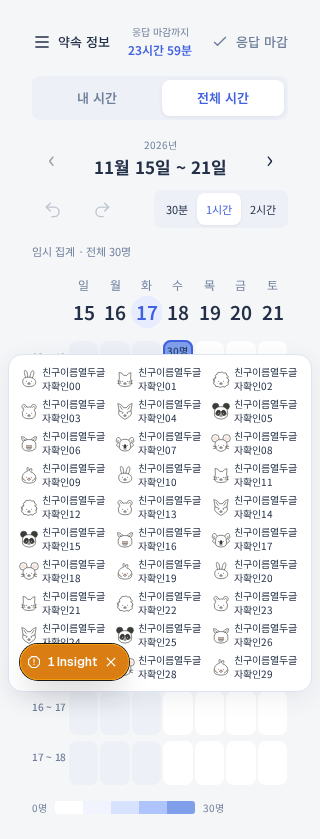 약속 정보
응답 마감까지
23시간 59분
응답 마감
내 시간
전체 시간
2026년
11월 15일 ~ 21일
30분
1시간
2시간
임시 집계 · 전체 30명
일 월 화 수 목 금 토
15 16 17 18 19 20 21
30명
친구이름열두글 친구이름열두글 친구이름열두글
자확인00 자확인01 자확인02
친구이름열두글 친구이름열두글 친구이름열두글
자확인03 자확인04 자확인05
친구이름열두글 친구이름열두글 친구이름열두글
자확인06 자확인07 자확인08
친구이름열두글 친구이름열두글 친구이름열두글
자확인09 자확인10 자확인11
친구이름열두글 친구이름열두글 친구이름열두글
자확인12 자확인13 자확인14
친구이름열두글 친구이름열두글 친구이름열두글
자확인15 자확인16 자확인17
친구이름열두글 친구이름열두글 친구이름열두글
자확인18 자확인19 자확인20
친구이름열두글 친구이름열두글 친구이름열두글
자확인21 자확인22 자확인23
친구이름열두글 친구이름열두글 친구이름열두글
자확인24 자확인25 자확인26
친구이름열두글 친구이름열두글
자확인28 자확인29
1 Insight
16 ~ 17
17 ~ 18
0명
30명